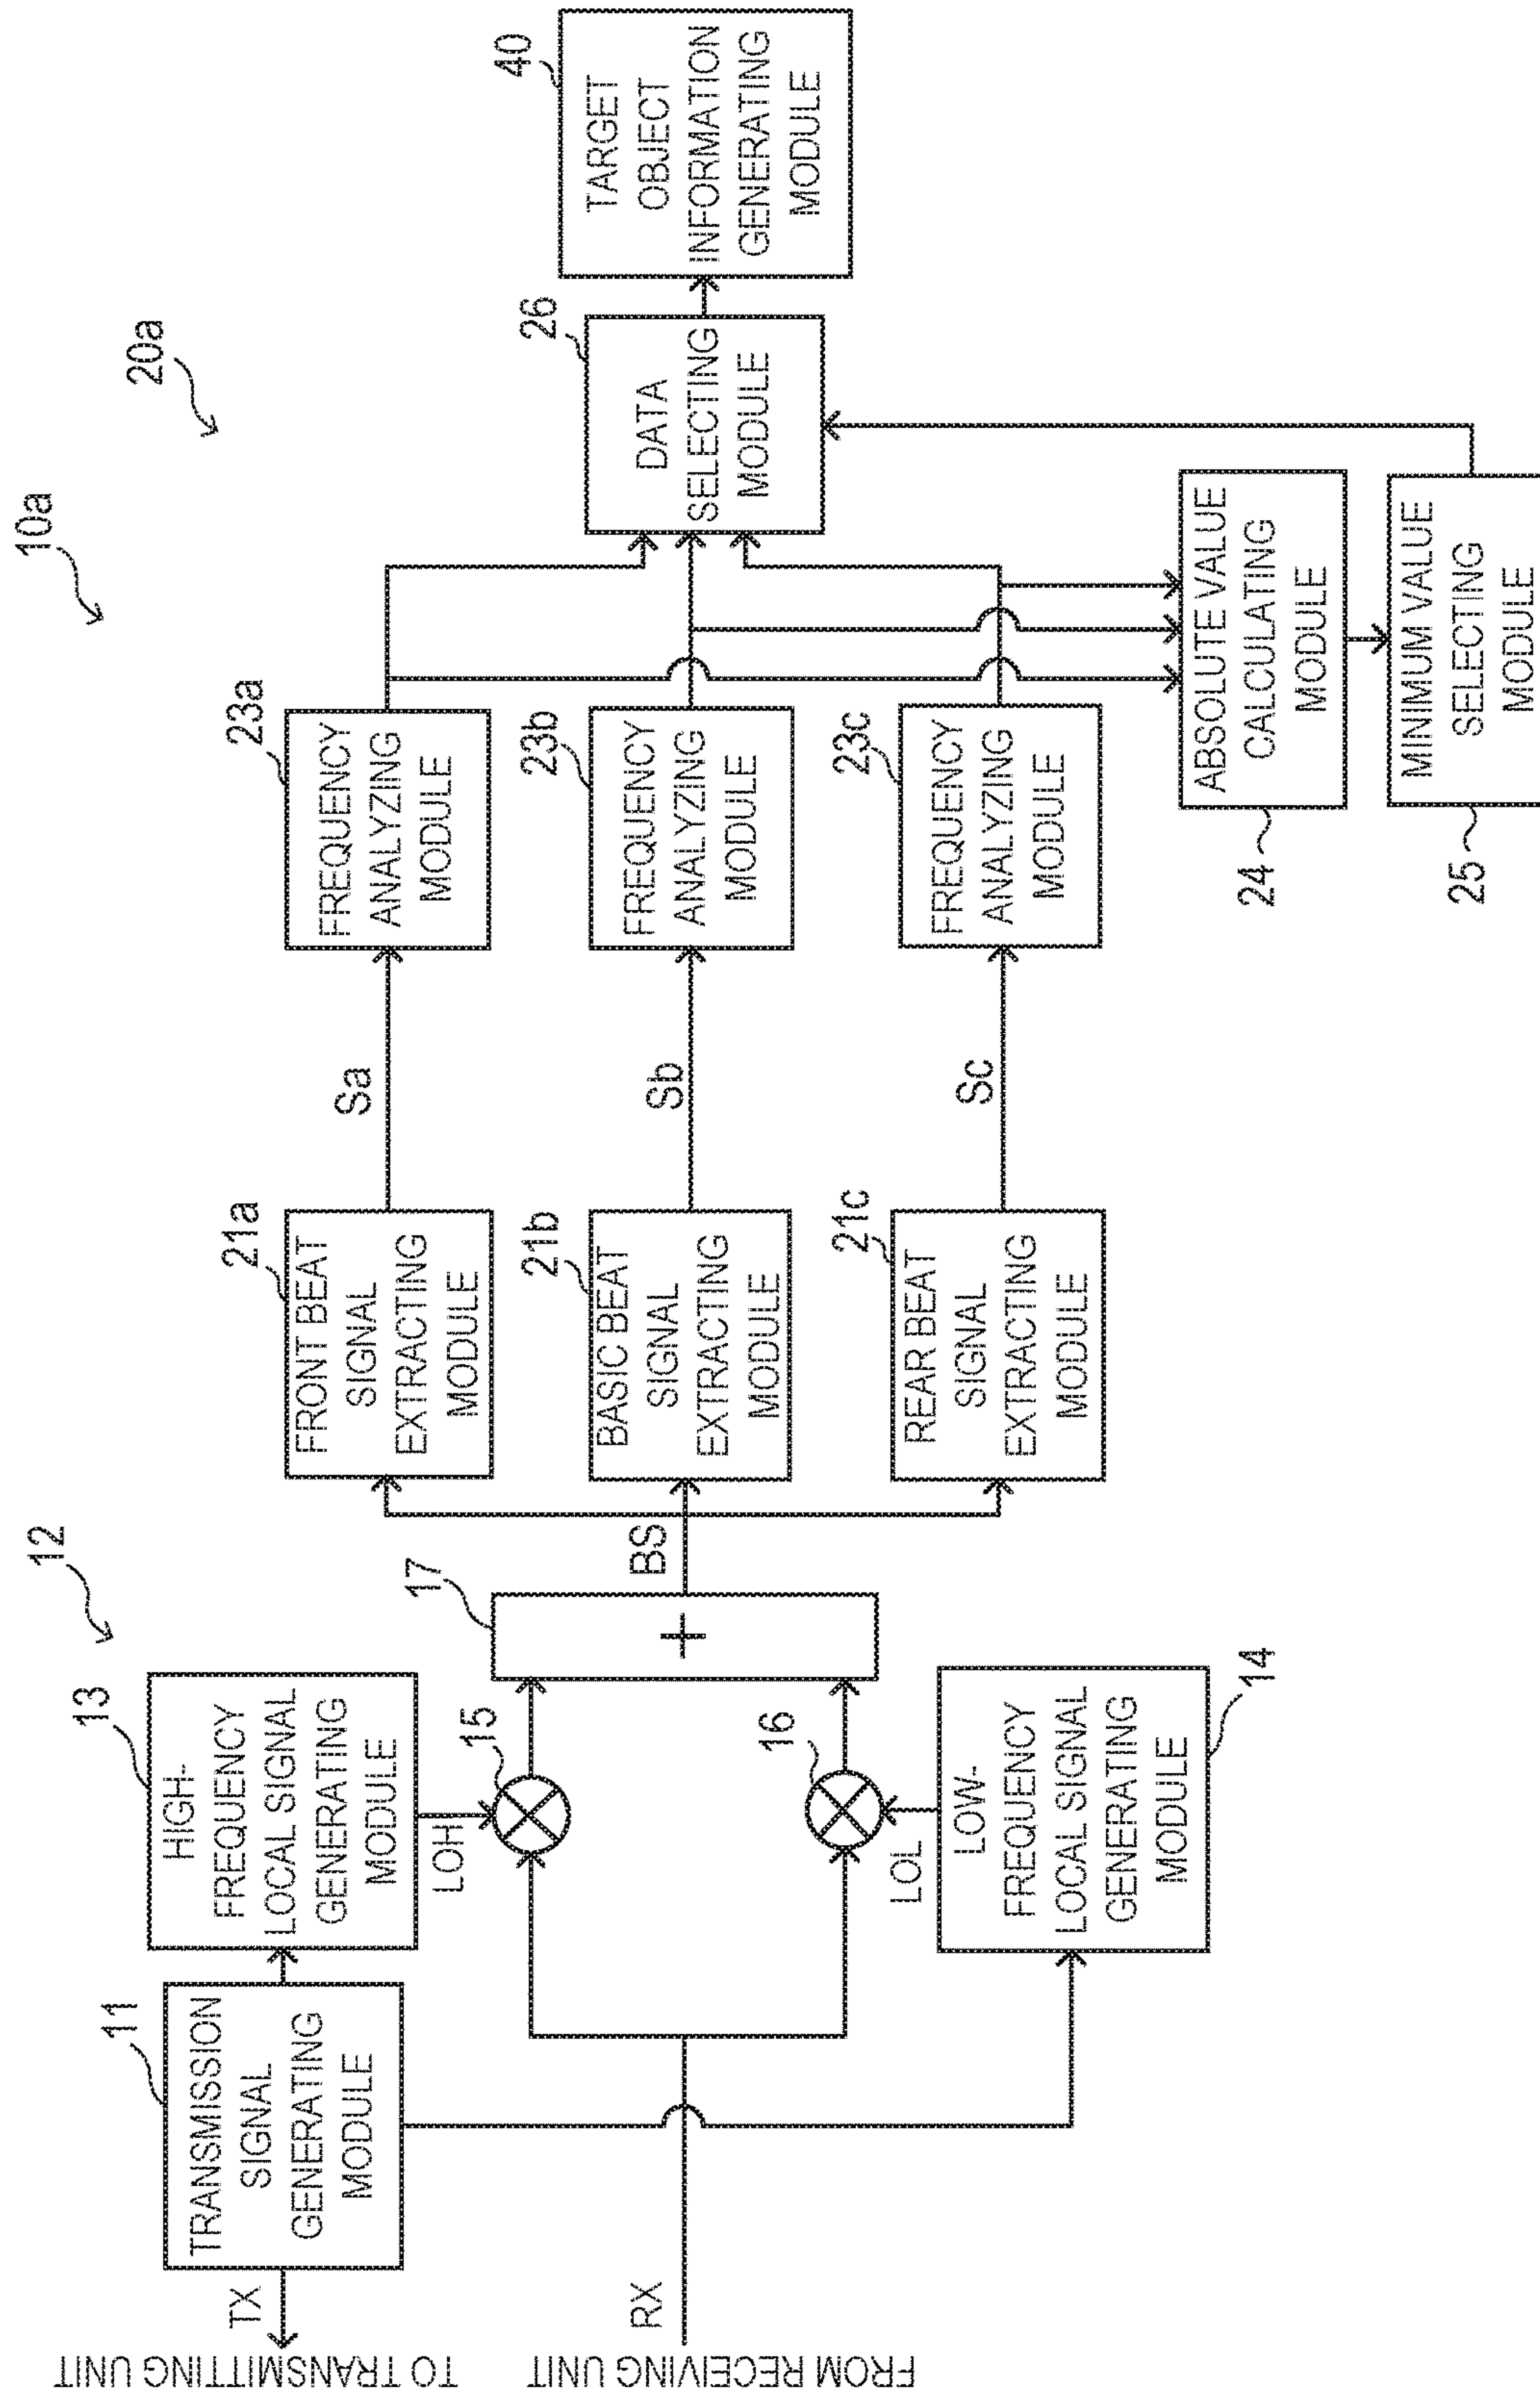 10a
20a
12
TO TRANSMITTING UNIT
TX
11
TRANSMISSION
SIGNAL
GENERATING
MODULE
13
HIGH-
FREQUENCY
LOCAL SIGNAL
GENERATING
MODULE
LOH
15
FROM RECEIVING UNIT
RX
16
LOL
LOW-
FREQUENCY
LOCAL SIGNAL
GENERATING
MODULE
14
17
+
BS
21a
FRONT BEAT
SIGNAL
EXTRACTING
MODULE
21b
BASIC BEAT
SIGNAL
EXTRACTING
MODULE
21c
REAR BEAT
SIGNAL
EXTRACTING
MODULE
Sa
Sb
Sc
23a
FREQUENCY
ANALYZING
MODULE
23b
FREQUENCY
ANALYZING
MODULE
23c
FREQUENCY
ANALYZING
MODULE
24
ABSOLUTE VALUE
CALCULATING
MODULE
25
MINIMUM VALUE
SELECTING
MODULE
26
DATA
SELECTING
MODULE
40
TARGET
OBJECT
INFORMATION
GENERATING
MODULE